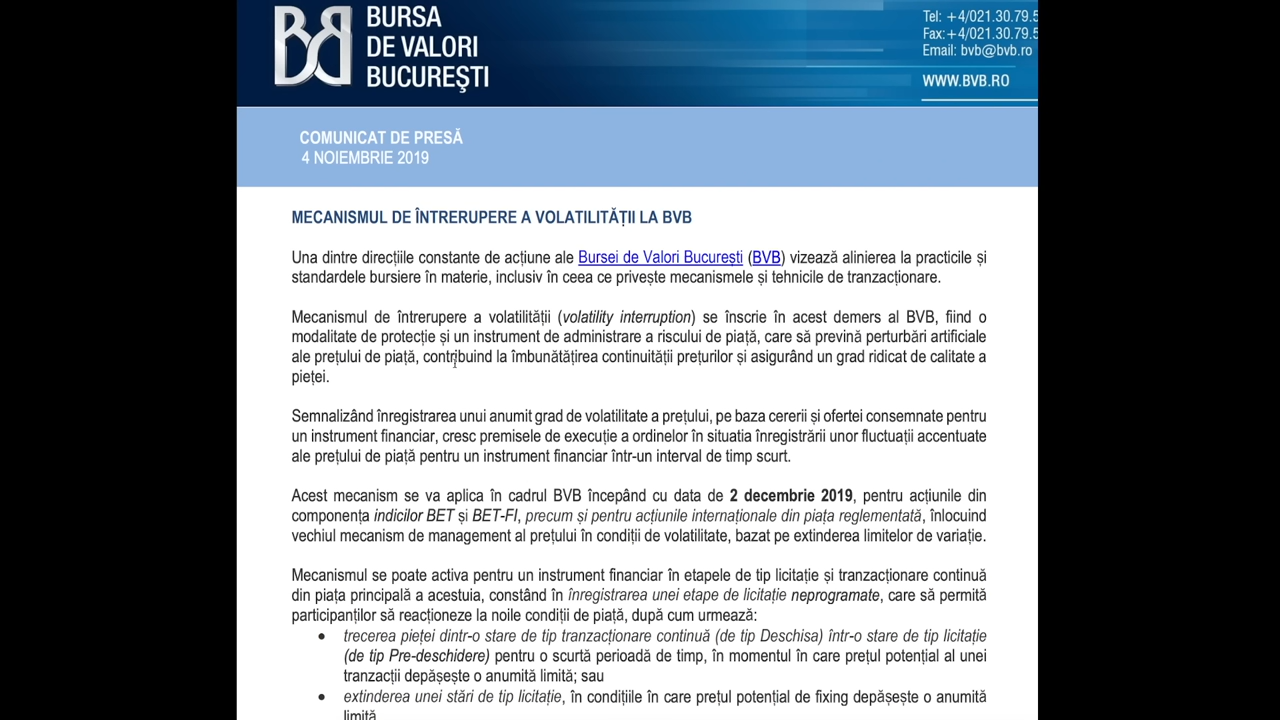 BURSA
DE VALORI
BUCUREŞTI
Tel: +4/021.30.79.5
Fax:+4/021.30.79.5
Email: bvb@bvb.ro
WWW.BVB.RO
COMUNICAT DE PRESĂ
4 NOIEMBRIE 2019
MECANISMUL DE ÎNTRERUPERE A VOLATILITĂȚII LA BVB
Una dintre direcțiile constante de acțiune ale Bursei de Valori București (BVB) vizează alinierea la practicile și
standardele bursiere în materie, inclusiv în ceea ce privește mecanismele și tehnicile de tranzacționare.
Mecanismul de întrerupere a volatilității (volatility interruption) se înscrie în acest demers al BVB, fiind o
modalitate de protecție și un instrument de administrare a riscului de piață, care să prevină perturbări artificiale
ale prețului de piață, contribuind la îmbunătățirea continuității prețurilor și asigurând un grad ridicat de calitate a
pieței.
Semnalizând înregistrarea unui anumit grad de volatilitate a prețului, pe baza cererii și ofertei consemnate pentru
un instrument financiar, cresc premisele de execuție a ordinelor în situatia înregistrării unor fluctuații accentuate
ale prețului de piață pentru un instrument financiar într-un interval de timp scurt.
Acest mecanism se va aplica în cadrul BVB începând cu data de 2 decembrie 2019, pentru acțiunile din
componența indicilor BET și BET-FI, precum și pentru acțiunile internaționale din piața reglementată, înlocuind
vechiul mecanism de management al prețului în condiții de volatilitate, bazat pe extinderea limitelor de variație.
Mecanismul se poate activa pentru un instrument financiar în etapele de tip licitație și tranzacționare continuă
din piața principală a acestuia, constând în înregistrarea unei etape de licitație neprogramate, care să permită
participanților să reacționeze la noile condiții de piață, după cum urmează:
• trecerea pieței dintr-o stare de tip tranzacționare continuă (de tip Deschisa) într-o stare de tip licitație
(de tip Pre-deschidere) pentru o scurtă perioadă de timp, în momentul în care prețul potențial al unei
tranzacții depășește o anumită limită; sau
• extinderea unei stări de tip licitație, în condițiile în care prețul potențial de fixing depășește o anumită
limită